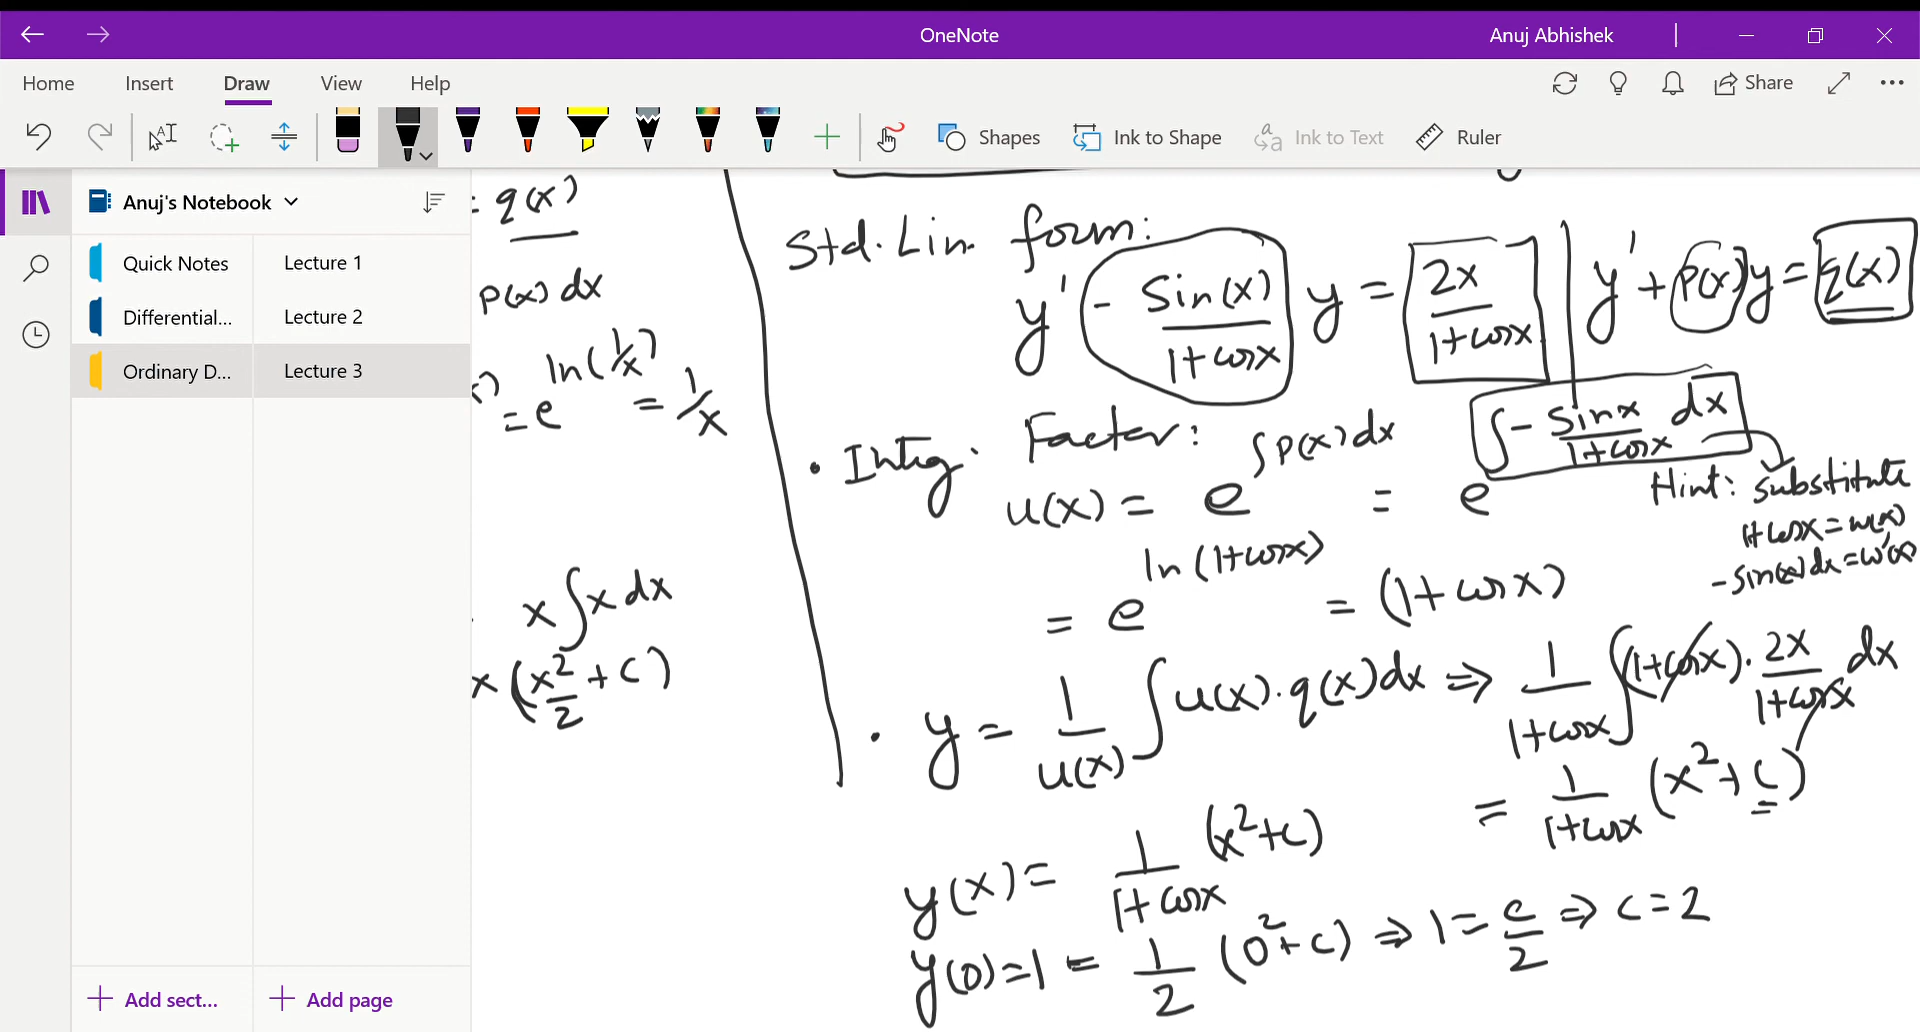 OneNote
Anuj Abhishek
Home Insert Draw View Help
Share
Shapes Ink to Shape Ink to Text Ruler
Anuj's Notebook
Quick Notes Lecture 1
Differential... Lecture 2
Ordinary D... Lecture 3
Add sect... Add page
= q(x)
p(x) dx
= e^{ln(1/x)} = 1/x
x ∫ x dx
x (x²/2 + c)
Std. Lin. form:
y' - sin(x)/(1+cosx) y = 2x/(1+cosx) | y' + p(x) y = q(x)
• Integ. Factor:
u(x) = e^{∫p(x)dx} = e^{∫ - sinx/(1+cosx) dx}
Hint: substitute
1+cosx = w(x)
-sin(x)dx = w'(x)
= e^{ln(1+cosx)} = (1+cosx)
• y = 1/u(x) ∫ u(x)·q(x)dx ⇒ 1/(1+cosx) ∫ (1+cosx)· 2x/(1+cosx) dx
= 1/(1+cosx) (x²+c)
y(x) = 1/(1+cosx) (x²+c)
y(0)=1 = 1/2 (0²+c) ⇒ 1 = c/2 ⇒ c=2